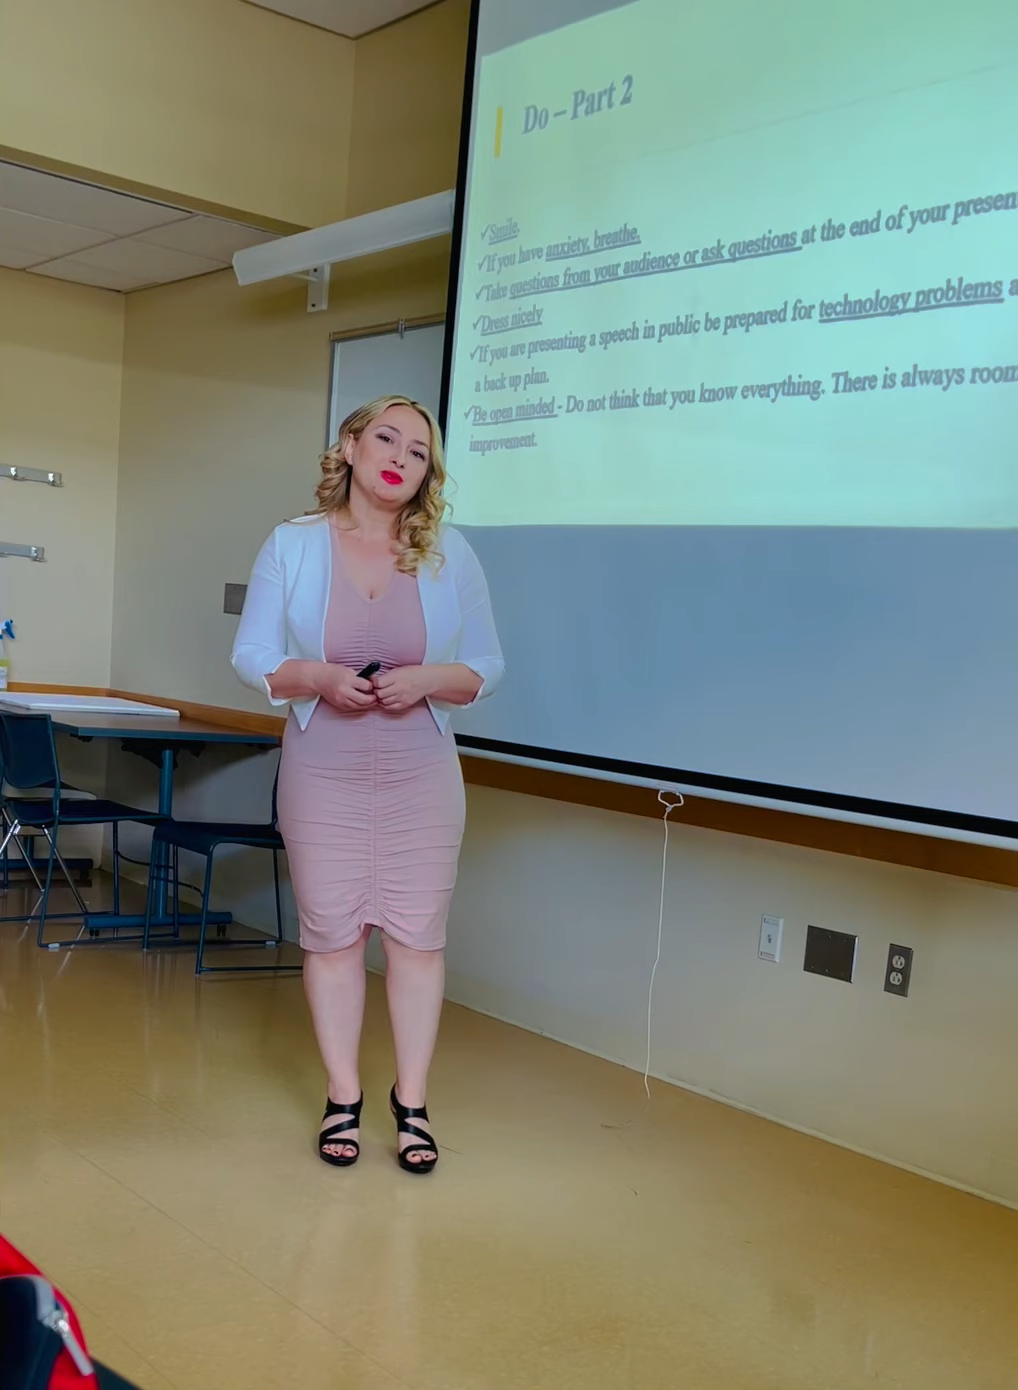 Do – Part 2
✓Smile.
✓If you have anxiety, breathe.
✓Take questions from your audience or ask questions at the end of your presen
✓Dress nicely
✓If you are presenting a speech in public be prepared for technology problems a
a back up plan.
✓Be open minded - Do not think that you know everything. There is always room
improvement.